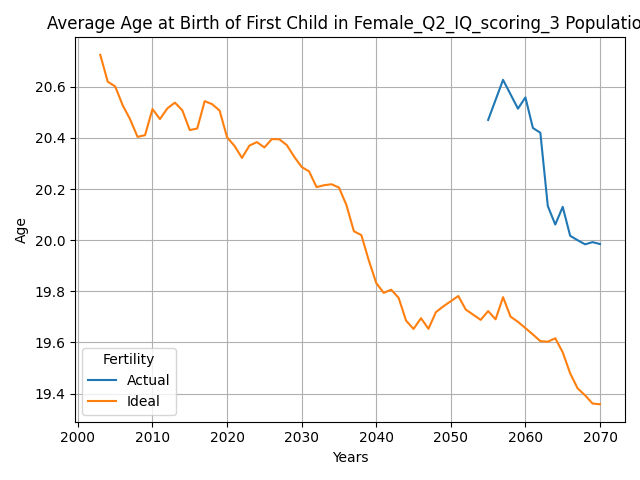 Average Age at Birth of First Child in Female_Q2_IQ_scoring_3 Populatio
20.6
20.4
20.2
20.0
19.8
19.6
19.4
Age
Fertility
Actual
Ideal
2000 2010 2020 2030 2040 2050 2060 2070
Years